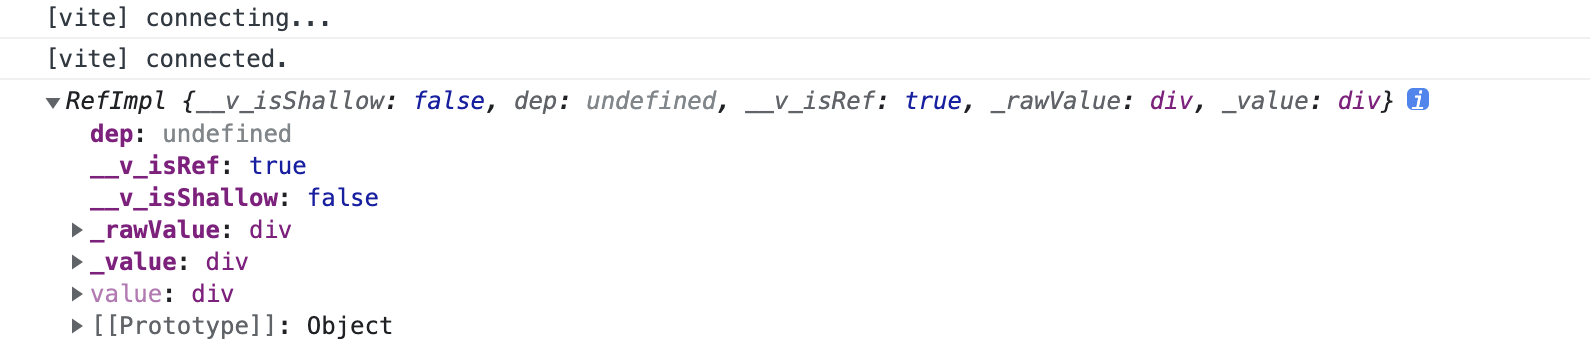 [vite] connecting...
[vite] connected.
RefImpl {__v_isShallow: false, dep: undefined, __v_isRef: true, _rawValue: div, _value: div} i
dep: undefined
__v_isRef: true
__v_isShallow: false
_rawValue: div
_value: div
value: div
[[Prototype]]: Object